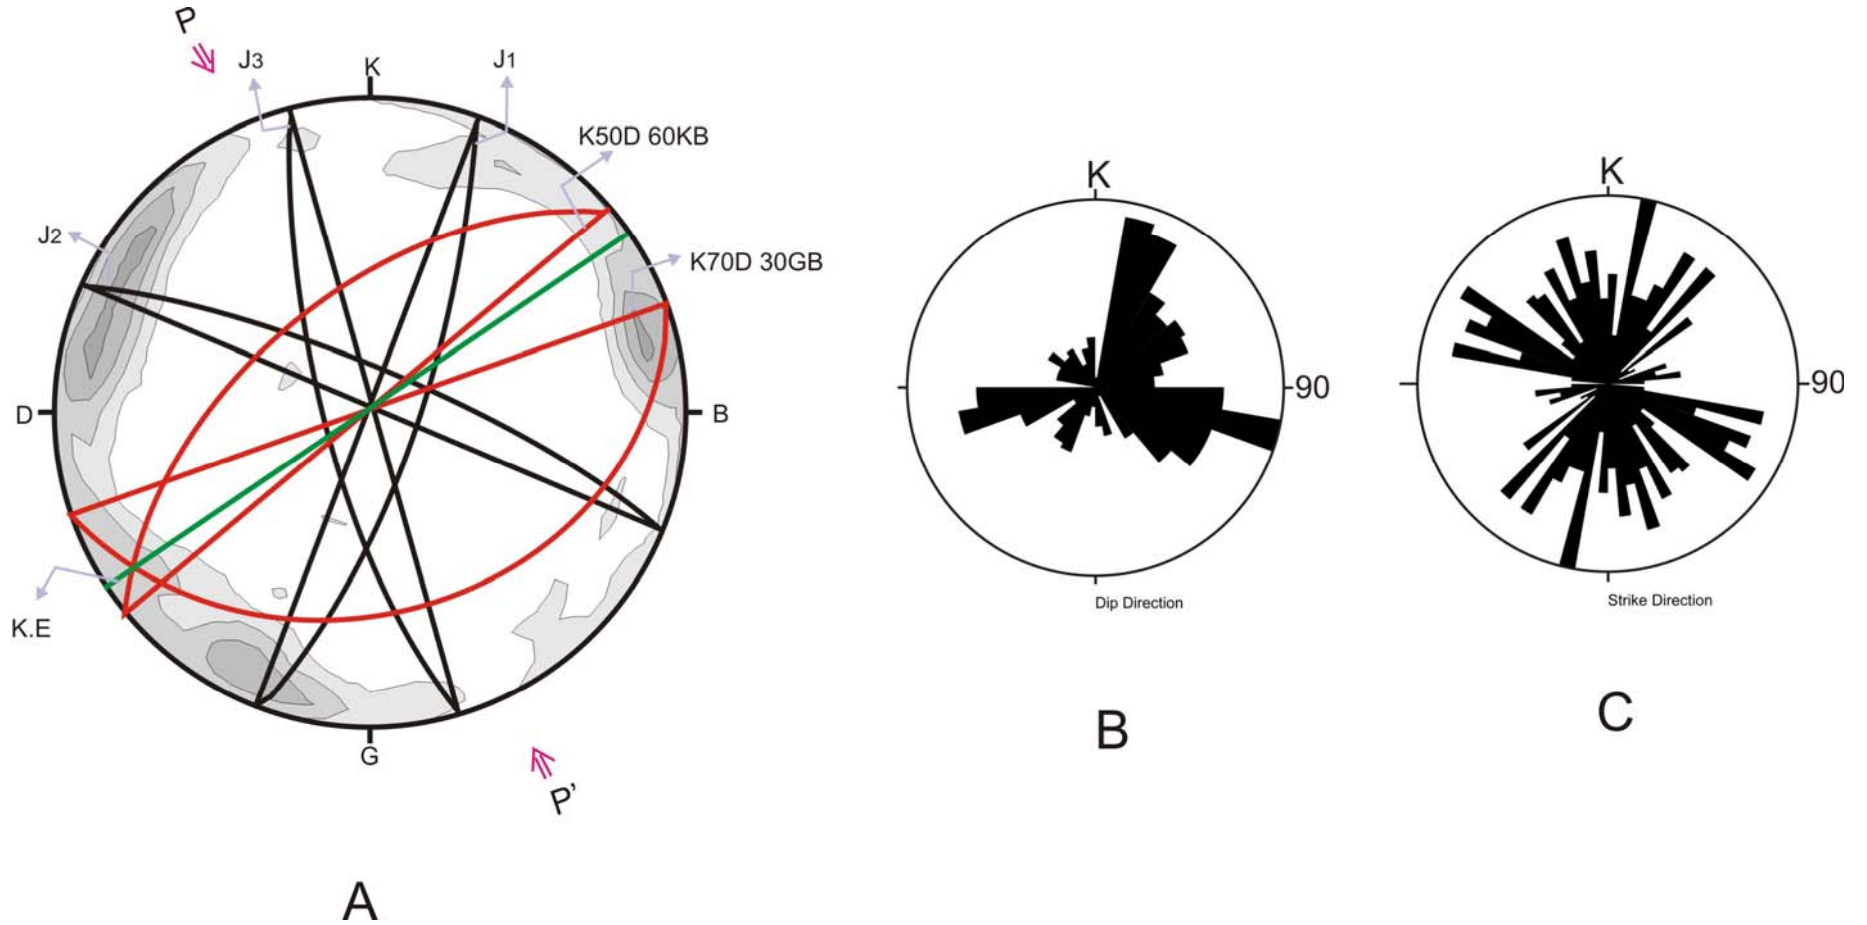 P
J3
K
J1
K50D 60KB
J2
K70D 30GB
D
B
K.E
G
P’
A
K
90
Dip Direction
B
K
90
Strike Direction
C